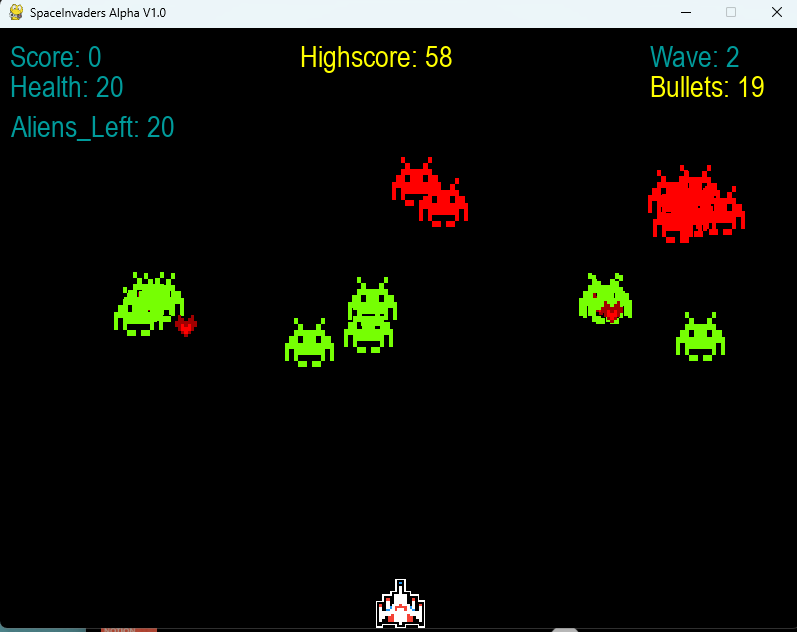 SpaceInvaders Alpha V1.0
Score: 0
Highscore: 58
Wave: 2
Health: 20
Bullets: 19
Aliens_Left: 20